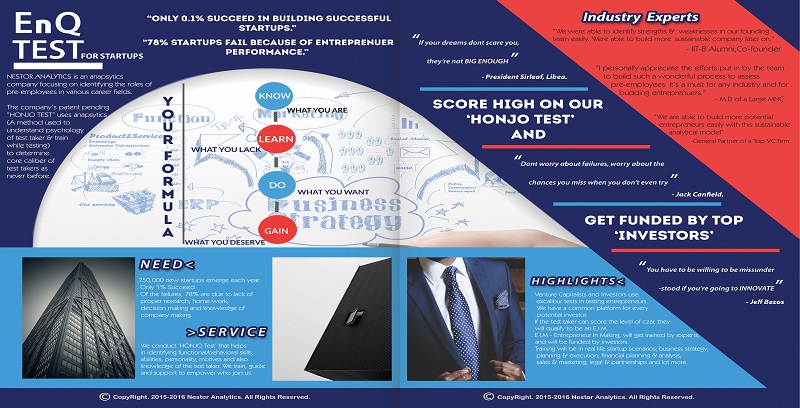 EnQ
TEST FOR STARTUPS
NESTOR ANALYTICS is an anapsytics
company focusing on identifying the roles of
pre-employees in various career fields.
The company's patent pending
"HONJO TEST" uses anapsytics
(A method used to
understand psychology
of test taker & train
while testing)
to determine
core caliber of
test takers as
never before.
"ONLY 0.1% SUCCEED IN BUILDING SUCCESSFUL
STARTUPS."
"78% STARTUPS FAIL BECAUSE OF ENTREPRENUER
PERFORMANCE."
YOUR FORMULA
KNOW
WHAT YOU ARE
LEARN
WHAT YOU LACK
DO
WHAT YOU WANT
GAIN
WHAT YOU DESERVE
Function
Product&Service
Supply chain
Our services
ERP
Business
Strategy
NEED<
750,000 new startups emerge each year
Only 1% Succeed
Of the failures, 78% are due to lack of
proper research, home-work,
decision making and knowledge of
company making.
>SERVICE
We conduct 'HONJO Test' that helps
in identifying functional/behavioral skills,
abilities, personality, motives and also
knowledge of the test taker. We train, guide
and support to empower who join us.
© CopyRight. 2015-2016 Nestor Analytics. All Rights Reserved.
"If your dreams dont scare you,
they're not BIG ENOUGH"
- President Sirleaf, Libea.
SCORE HIGH ON OUR
'HONJO TEST'
AND
"Dont worry about failures, worry about the
chances you miss when you don't even try"
- Jack Canfield.
GET FUNDED BY TOP
'INVESTORS'
"You have to be willing to be missunder
-stood if you're going to INNOVATE"
- Jeff Bezos
Industry Experts
"We were able to identify strengths & weaknesses in our founding
team easily. Were able to build more sustainable company later on."
- IIT-B Alumni,Co-founder.
"I personally appreciate the efforts put in by the team
to build such a wonderful process to assess
pre-employees. It's a must for any industry and for
budding entreprenuers."
- M.D of a Large MNC.
"We are able to build more potential
entrepreneurs easily with this sustainable
analytical model"
-General Partner of a Top VC Firm
HIGHLIGHTS<
Venture Capitalists and Investors use
excalibur tests in testing entrepreneurs.
We have a common platform for every
potential investor.
If the test taker can score the level of czar, they
will qualify to be an E.I.M.
E.I.M - Entrepreneur In Making, will get trained by experts,
and will be funded by investors.
Training will be in real life startup scenarios; business strategy,
planning & execution, financial planning & analysis,
sales & marketing, legal & partnerships and lot more.
© CopyRight. 2015-2016 Nestor Analytics. All Rights Reserved.